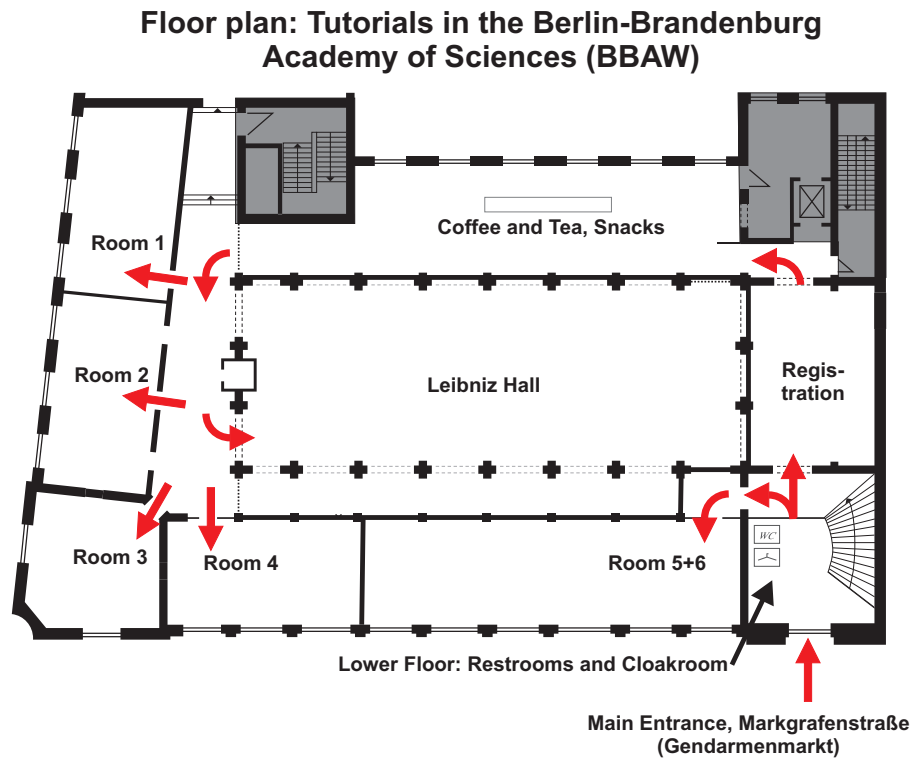 Floor plan: Tutorials in the Berlin-Brandenburg
Academy of Sciences (BBAW)
Coffee and Tea, Snacks
Room 1
Room 2
Leibniz Hall
Regis-
tration
Room 3
Room 4
Room 5+6
WC
Lower Floor: Restrooms and Cloakroom
Main Entrance, Markgrafenstraße
(Gendarmenmarkt)